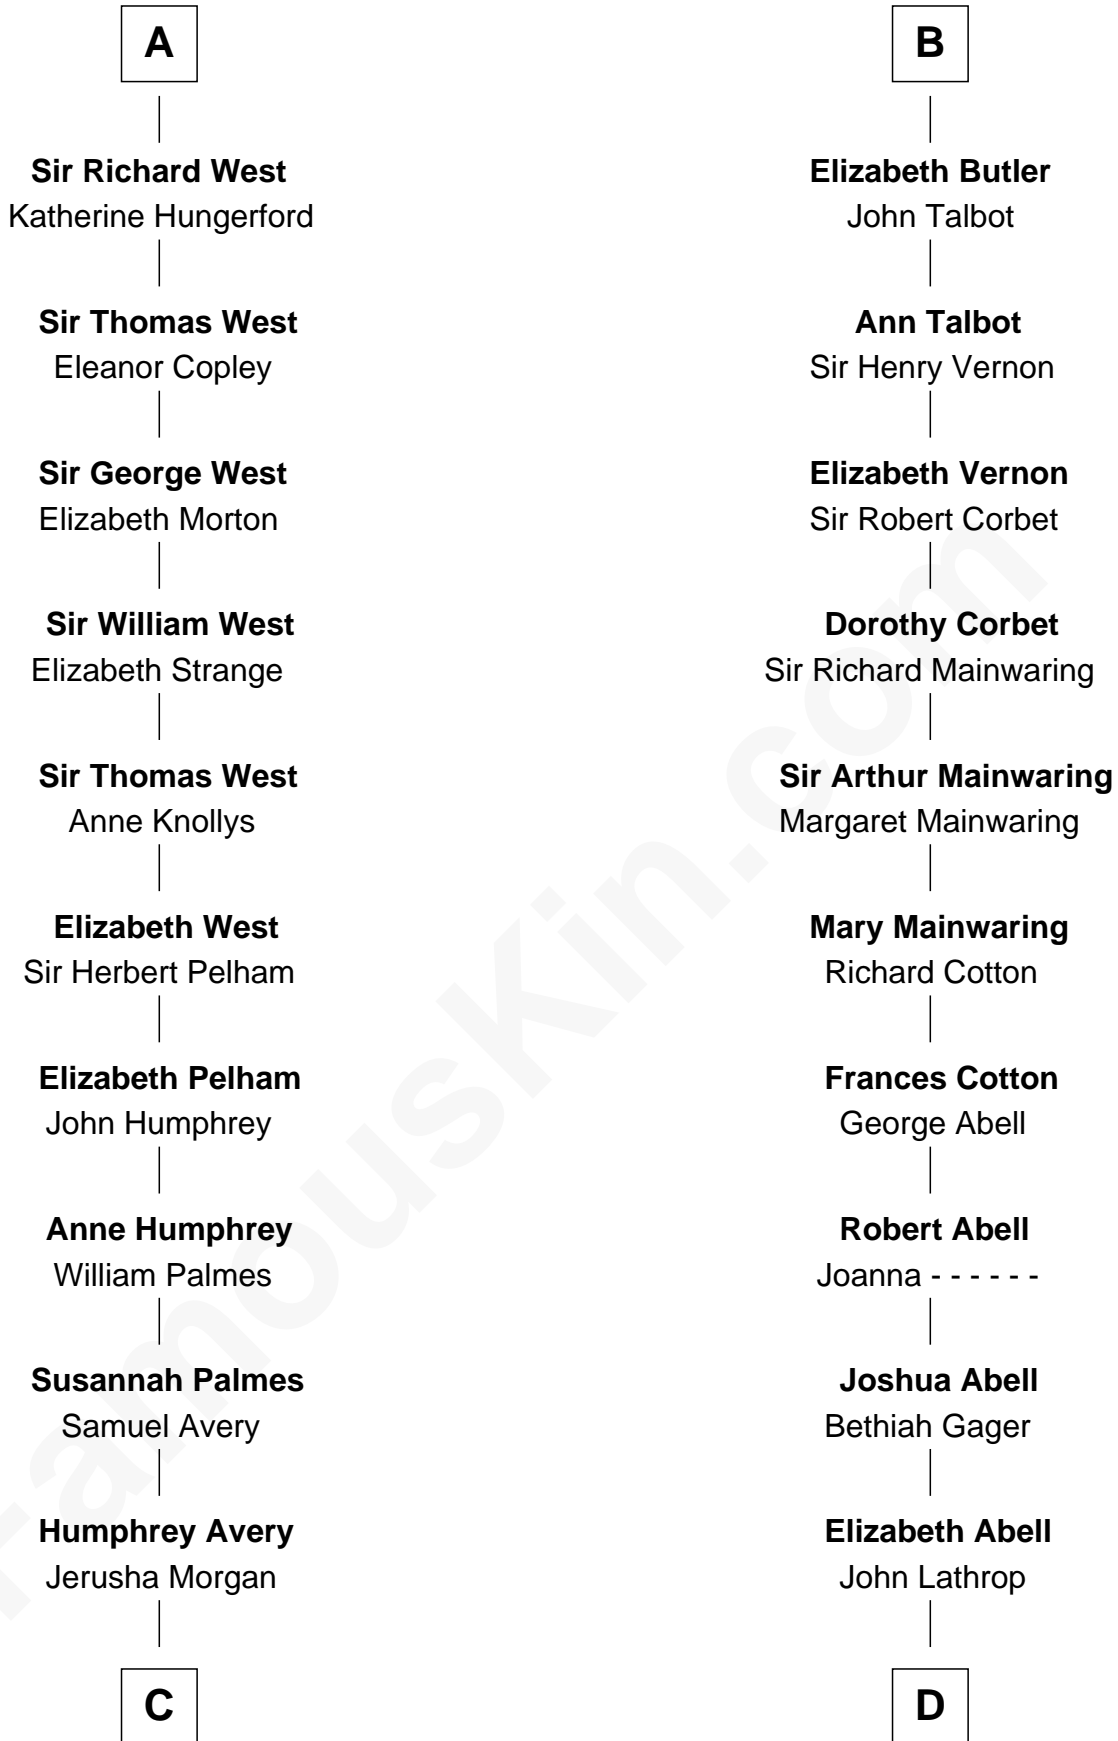 A
Sir Richard West
Katherine Hungerford
Sir Thomas West
Eleanor Copley
Sir George West
Elizabeth Morton
Sir William West
Elizabeth Strange
Sir Thomas West
Anne Knollys
Elizabeth West
Sir Herbert Pelham
Elizabeth Pelham
John Humphrey
Anne Humphrey
William Palmes
Susannah Palmes
Samuel Avery
Humphrey Avery
Jerusha Morgan
C
B
Elizabeth Butler
John Talbot
Ann Talbot
Sir Henry Vernon
Elizabeth Vernon
Sir Robert Corbet
Dorothy Corbet
Sir Richard Mainwaring
Sir Arthur Mainwaring
Margaret Mainwaring
Mary Mainwaring
Richard Cotton
Frances Cotton
George Abell
Robert Abell
Joanna - - - - - -
Joshua Abell
Bethiah Gager
Elizabeth Abell
John Lathrop
D
FamousKin.com